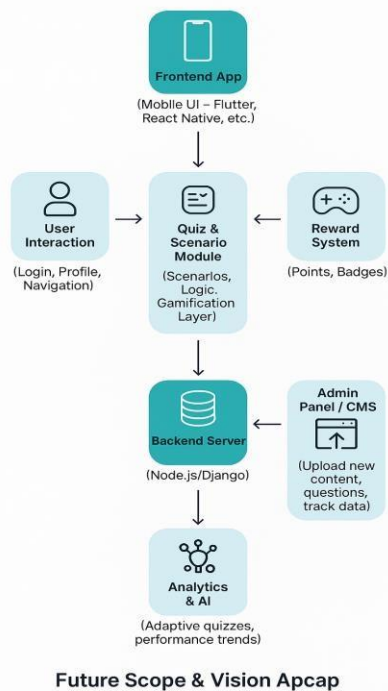 Frontend App
(Moblle UI – Flutter,
React Native, etc.)
User
Interaction
(Login, Profile,
Navigation)
Quiz &
Scenario
Module
(Scenarlos,
Logic.
Gamification
Layer)
Reward
System
(Points, Badges)
Backend Server
(Node.js/Django)
Admin
Panel / CMS
(Upload new
content,
questions,
track data)
Analytics
& AI
(Adaptive quizzes,
performance trends)
Future Scope & Vision Apcap